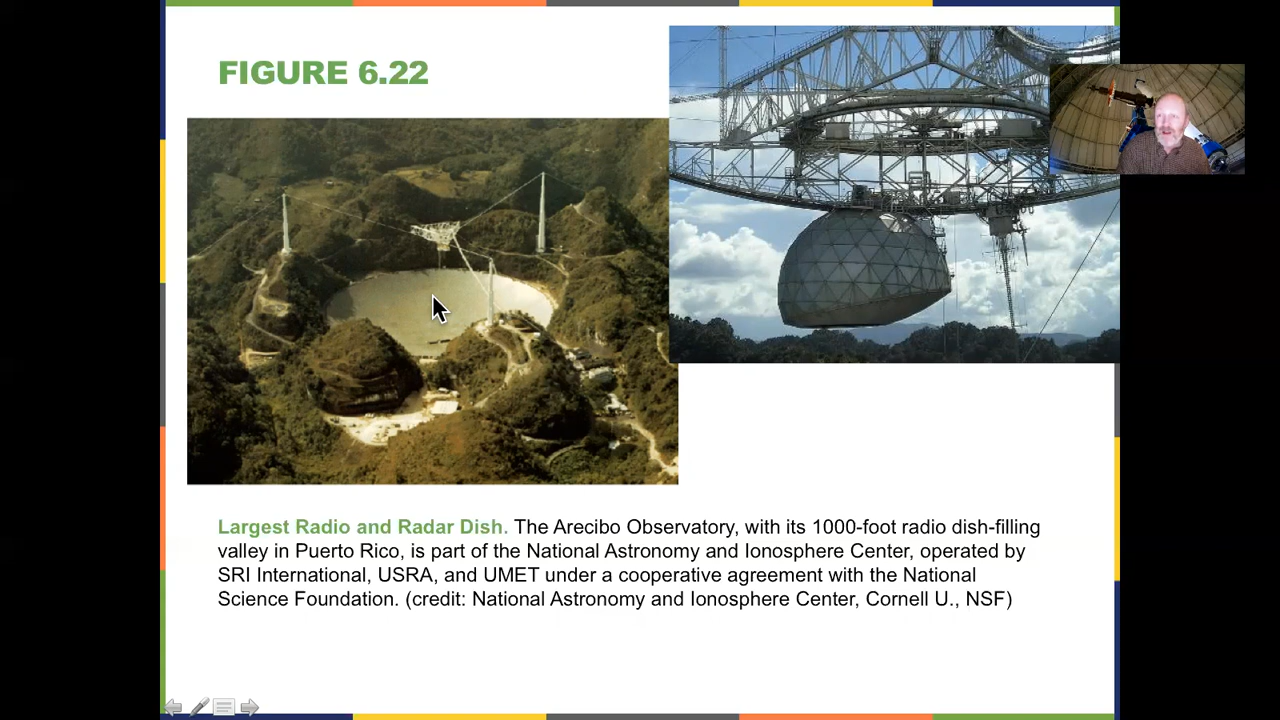 FIGURE 6.22
Largest Radio and Radar Dish. The Arecibo Observatory, with its 1000-foot radio dish-filling
valley in Puerto Rico, is part of the National Astronomy and Ionosphere Center, operated by
SRI International, USRA, and UMET under a cooperative agreement with the National
Science Foundation. (credit: National Astronomy and Ionosphere Center, Cornell U., NSF)